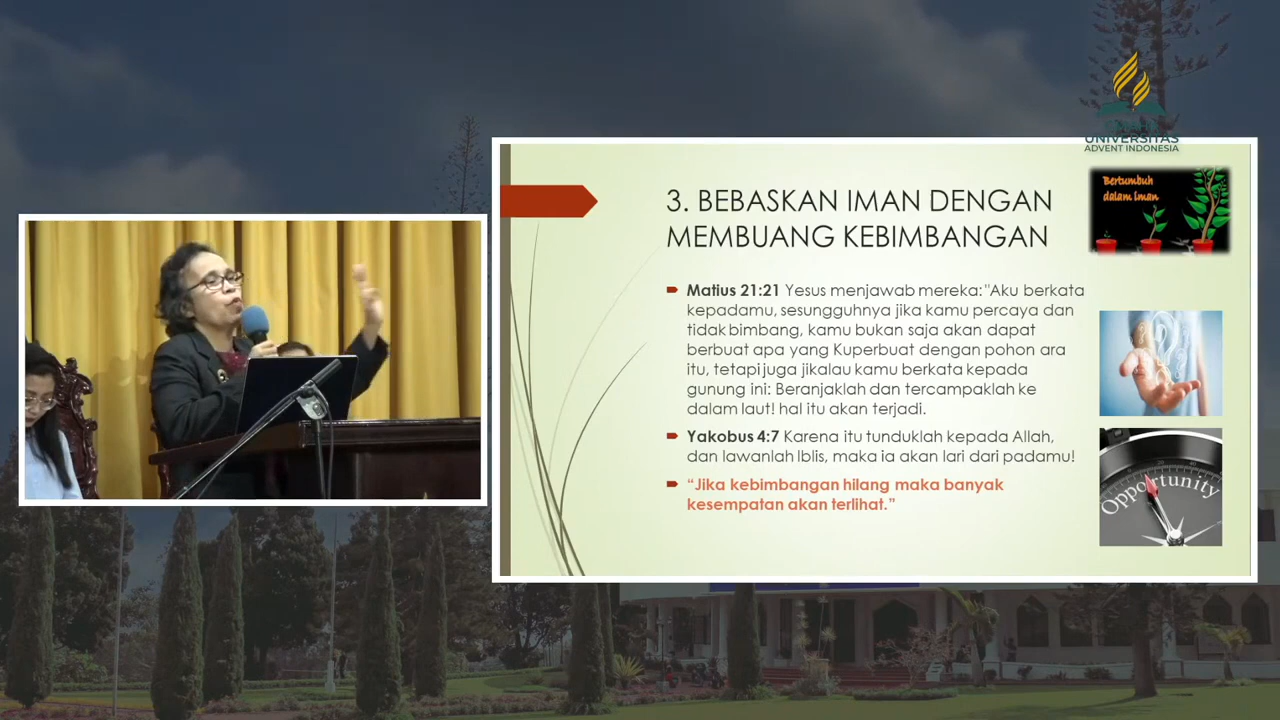 UNIVERSITAS
ADVENT INDONESIA
3. BEBASKAN IMAN DENGAN
MEMBUANG KEBIMBANGAN
Bertumbuh
dalam iman
Matius 21:21 Yesus menjawab mereka: "Aku berkata
kepadamu, sesungguhnya jika kamu percaya dan
tidak bimbang, kamu bukan saja akan dapat
berbuat apa yang Kuperbuat dengan pohon ara
itu, tetapi juga jikalau kamu berkata kepada
gunung ini: Beranjaklah dan tercampaklah ke
dalam laut! hal itu akan terjadi.
Yakobus 4:7 Karena itu tunduklah kepada Allah,
dan lawanlah Iblis, maka ia akan lari dari padamu!
“Jika kebimbangan hilang maka banyak
kesempatan akan terlihat.”
Opportunity